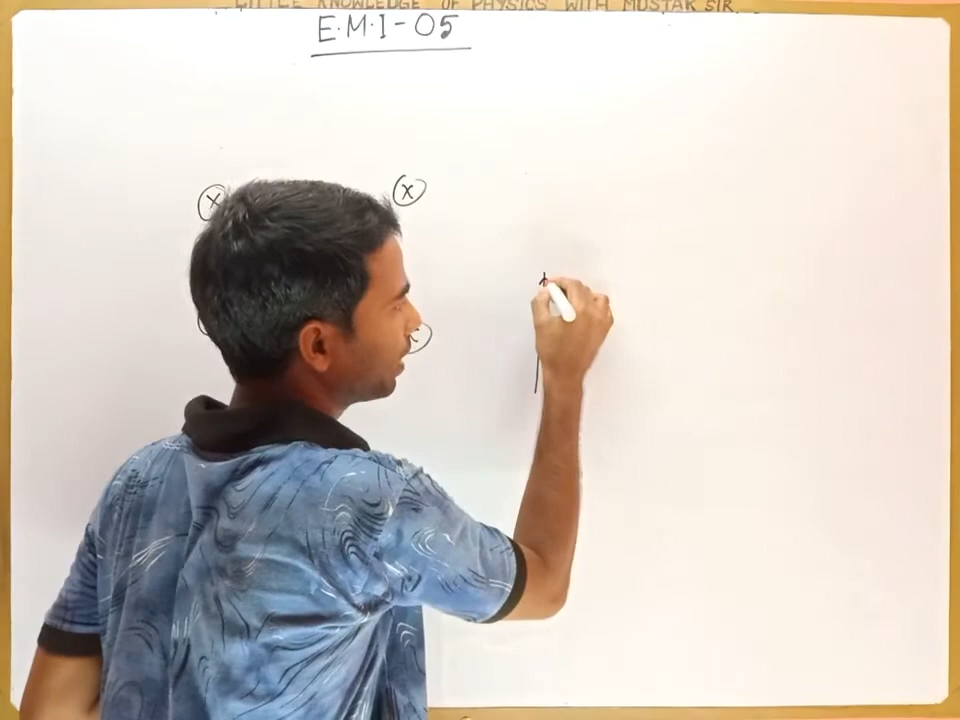 LITTLE KNOWLEDGE OF PHYSICS WITH MUSTAK SIR.
E.M.I-05
x x